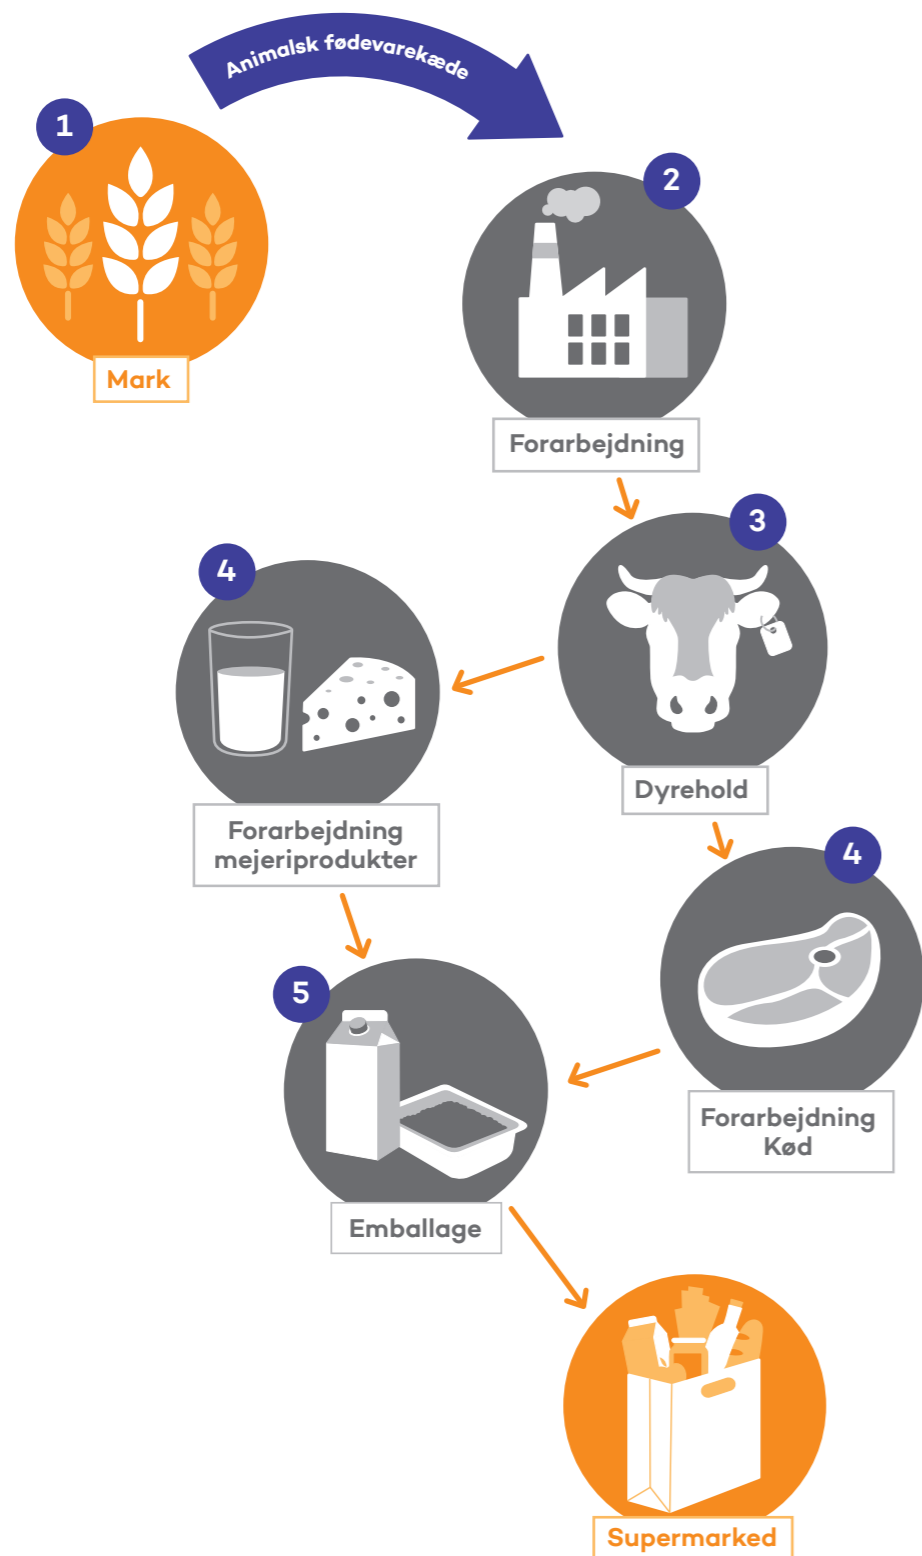 Animalsk fødevarekæde
1
Mark
2
Forarbejdning
3
Dyrehold
4
Forarbejdning
mejeriprodukter
4
Forarbejdning
Kød
5
Emballage
Supermarked